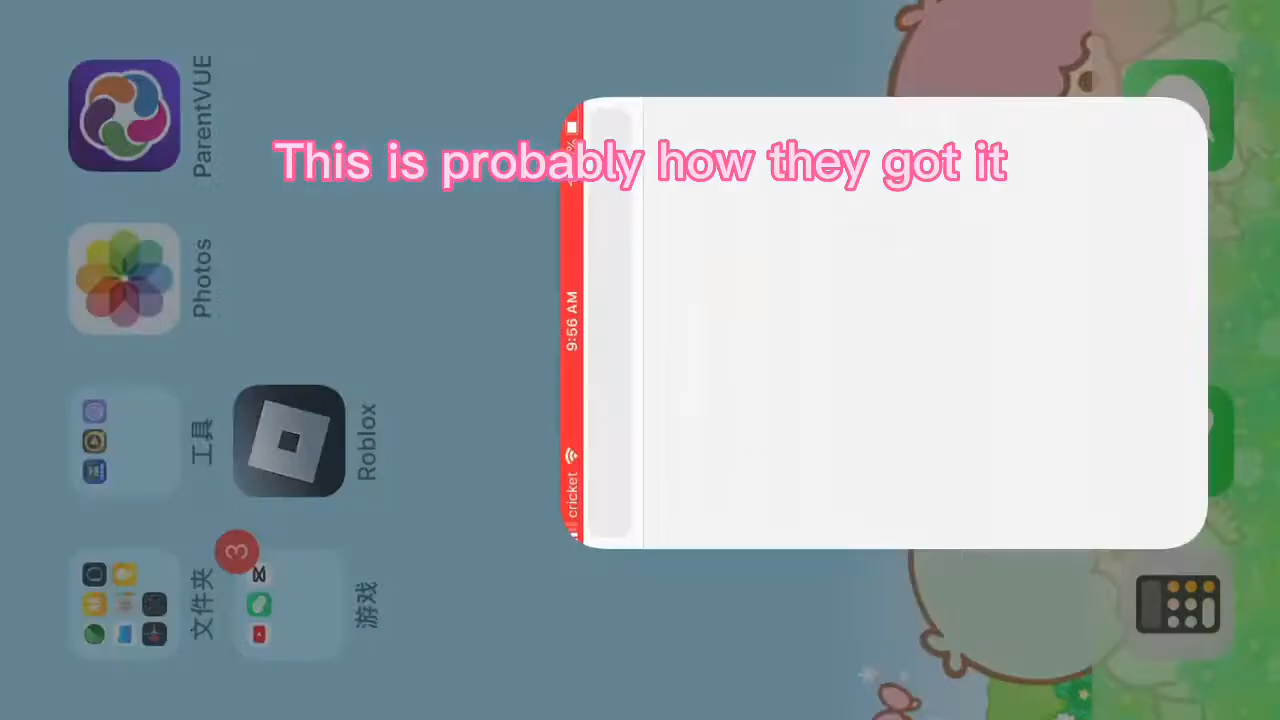 This is probably how they got it
ParentVUE
Photos
工具
Roblox
文件夹
3
游戏
cricket
9:56 AM
%